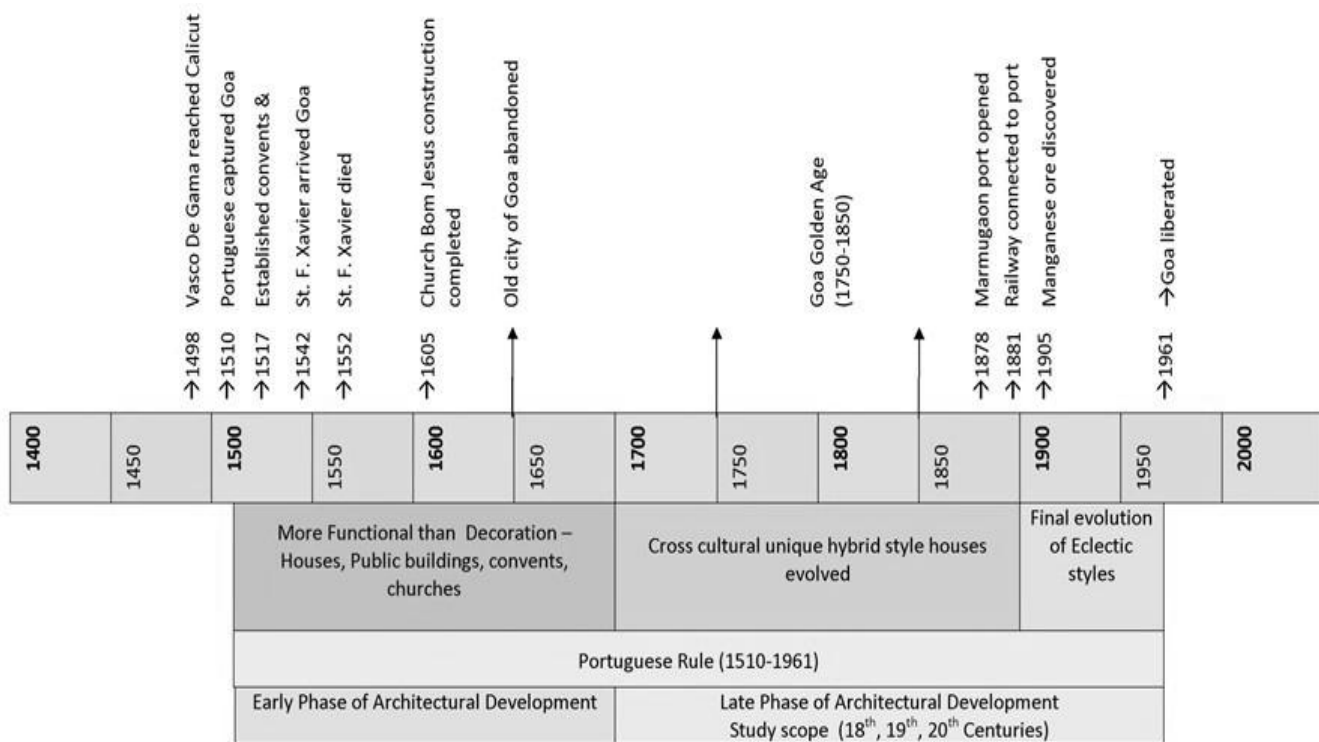 →1498 Vasco De Gama reached Calicut
→1510 Portuguese captured Goa
→1517 Established convents &
→1542 St. F. Xavier arrived Goa
→1552 St. F. Xavier died
→1605 Church Bom Jesus construction
completed
Old city of Goa abandoned
Goa Golden Age
(1750-1850)
→1878 Marmugaon port opened
→1881 Railway connected to port
→1905 Manganese ore discovered
→1961 →Goa liberated
1400
1450
1500
1550
1600
1650
1700
1750
1800
1850
1900
1950
2000
More Functional than Decoration –
Houses, Public buildings, convents,
churches
Cross cultural unique hybrid style houses
evolved
Final evolution
of Eclectic
styles
Portuguese Rule (1510-1961)
Early Phase of Architectural Development
Late Phase of Architectural Development
Study scope (18th, 19th, 20th Centuries)